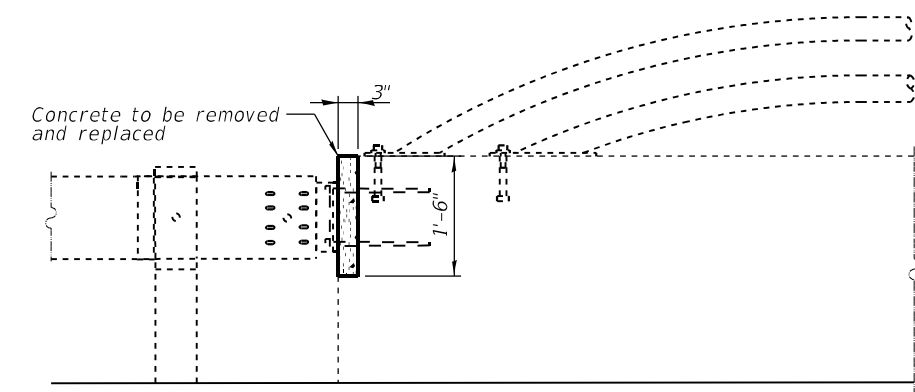 3"
Concrete to be removed
and replaced
1'-6"